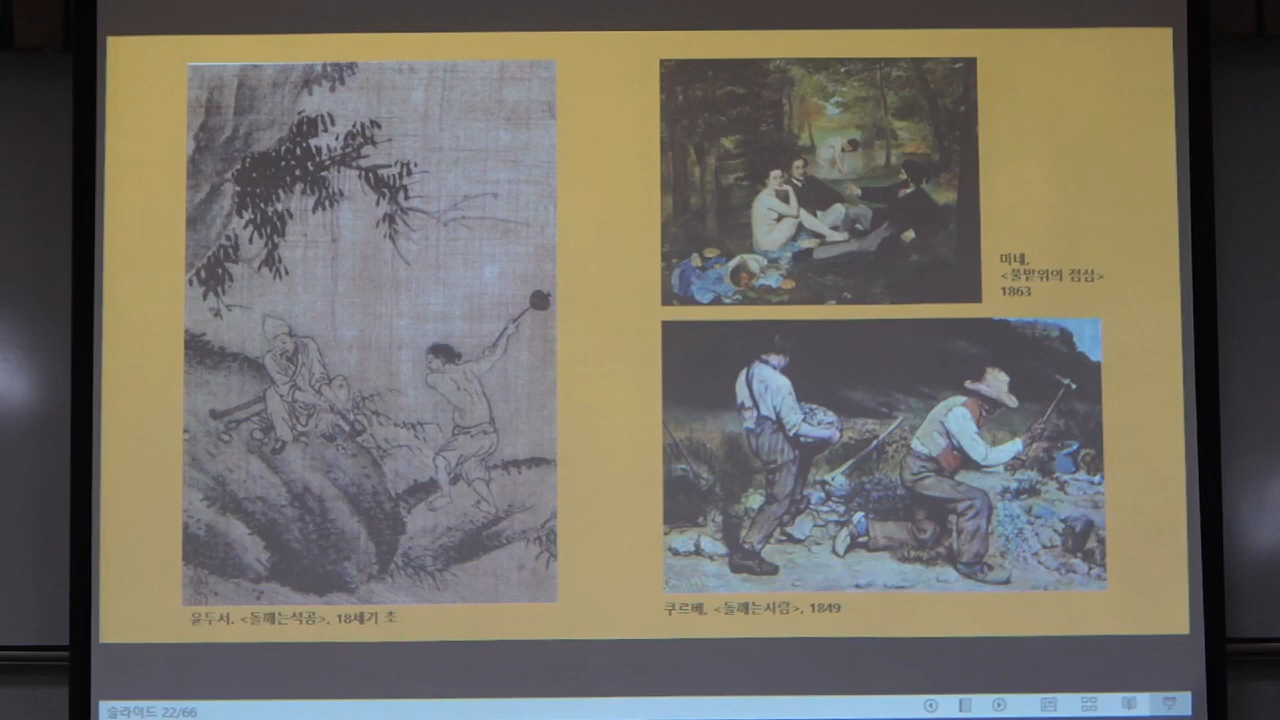 마네,
<풀밭위의 점심>
1863
윤두서, <돌깨는석공>, 18세기 초
쿠르베, <돌깨는사람>, 1849
슬라이드 22/66